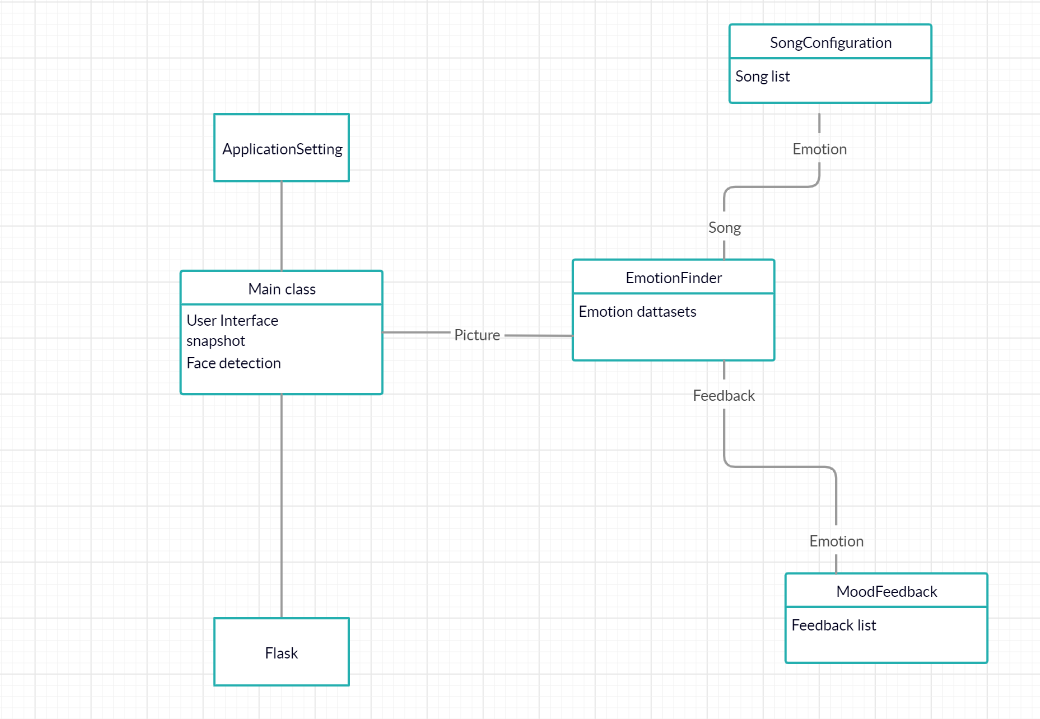 SongConfiguration
Song list
Emotion
ApplicationSetting
Song
EmotionFinder
Emotion dattasets
Main class
User Interface
snapshot
Face detection
Picture
Feedback
Emotion
MoodFeedback
Feedback list
Flask